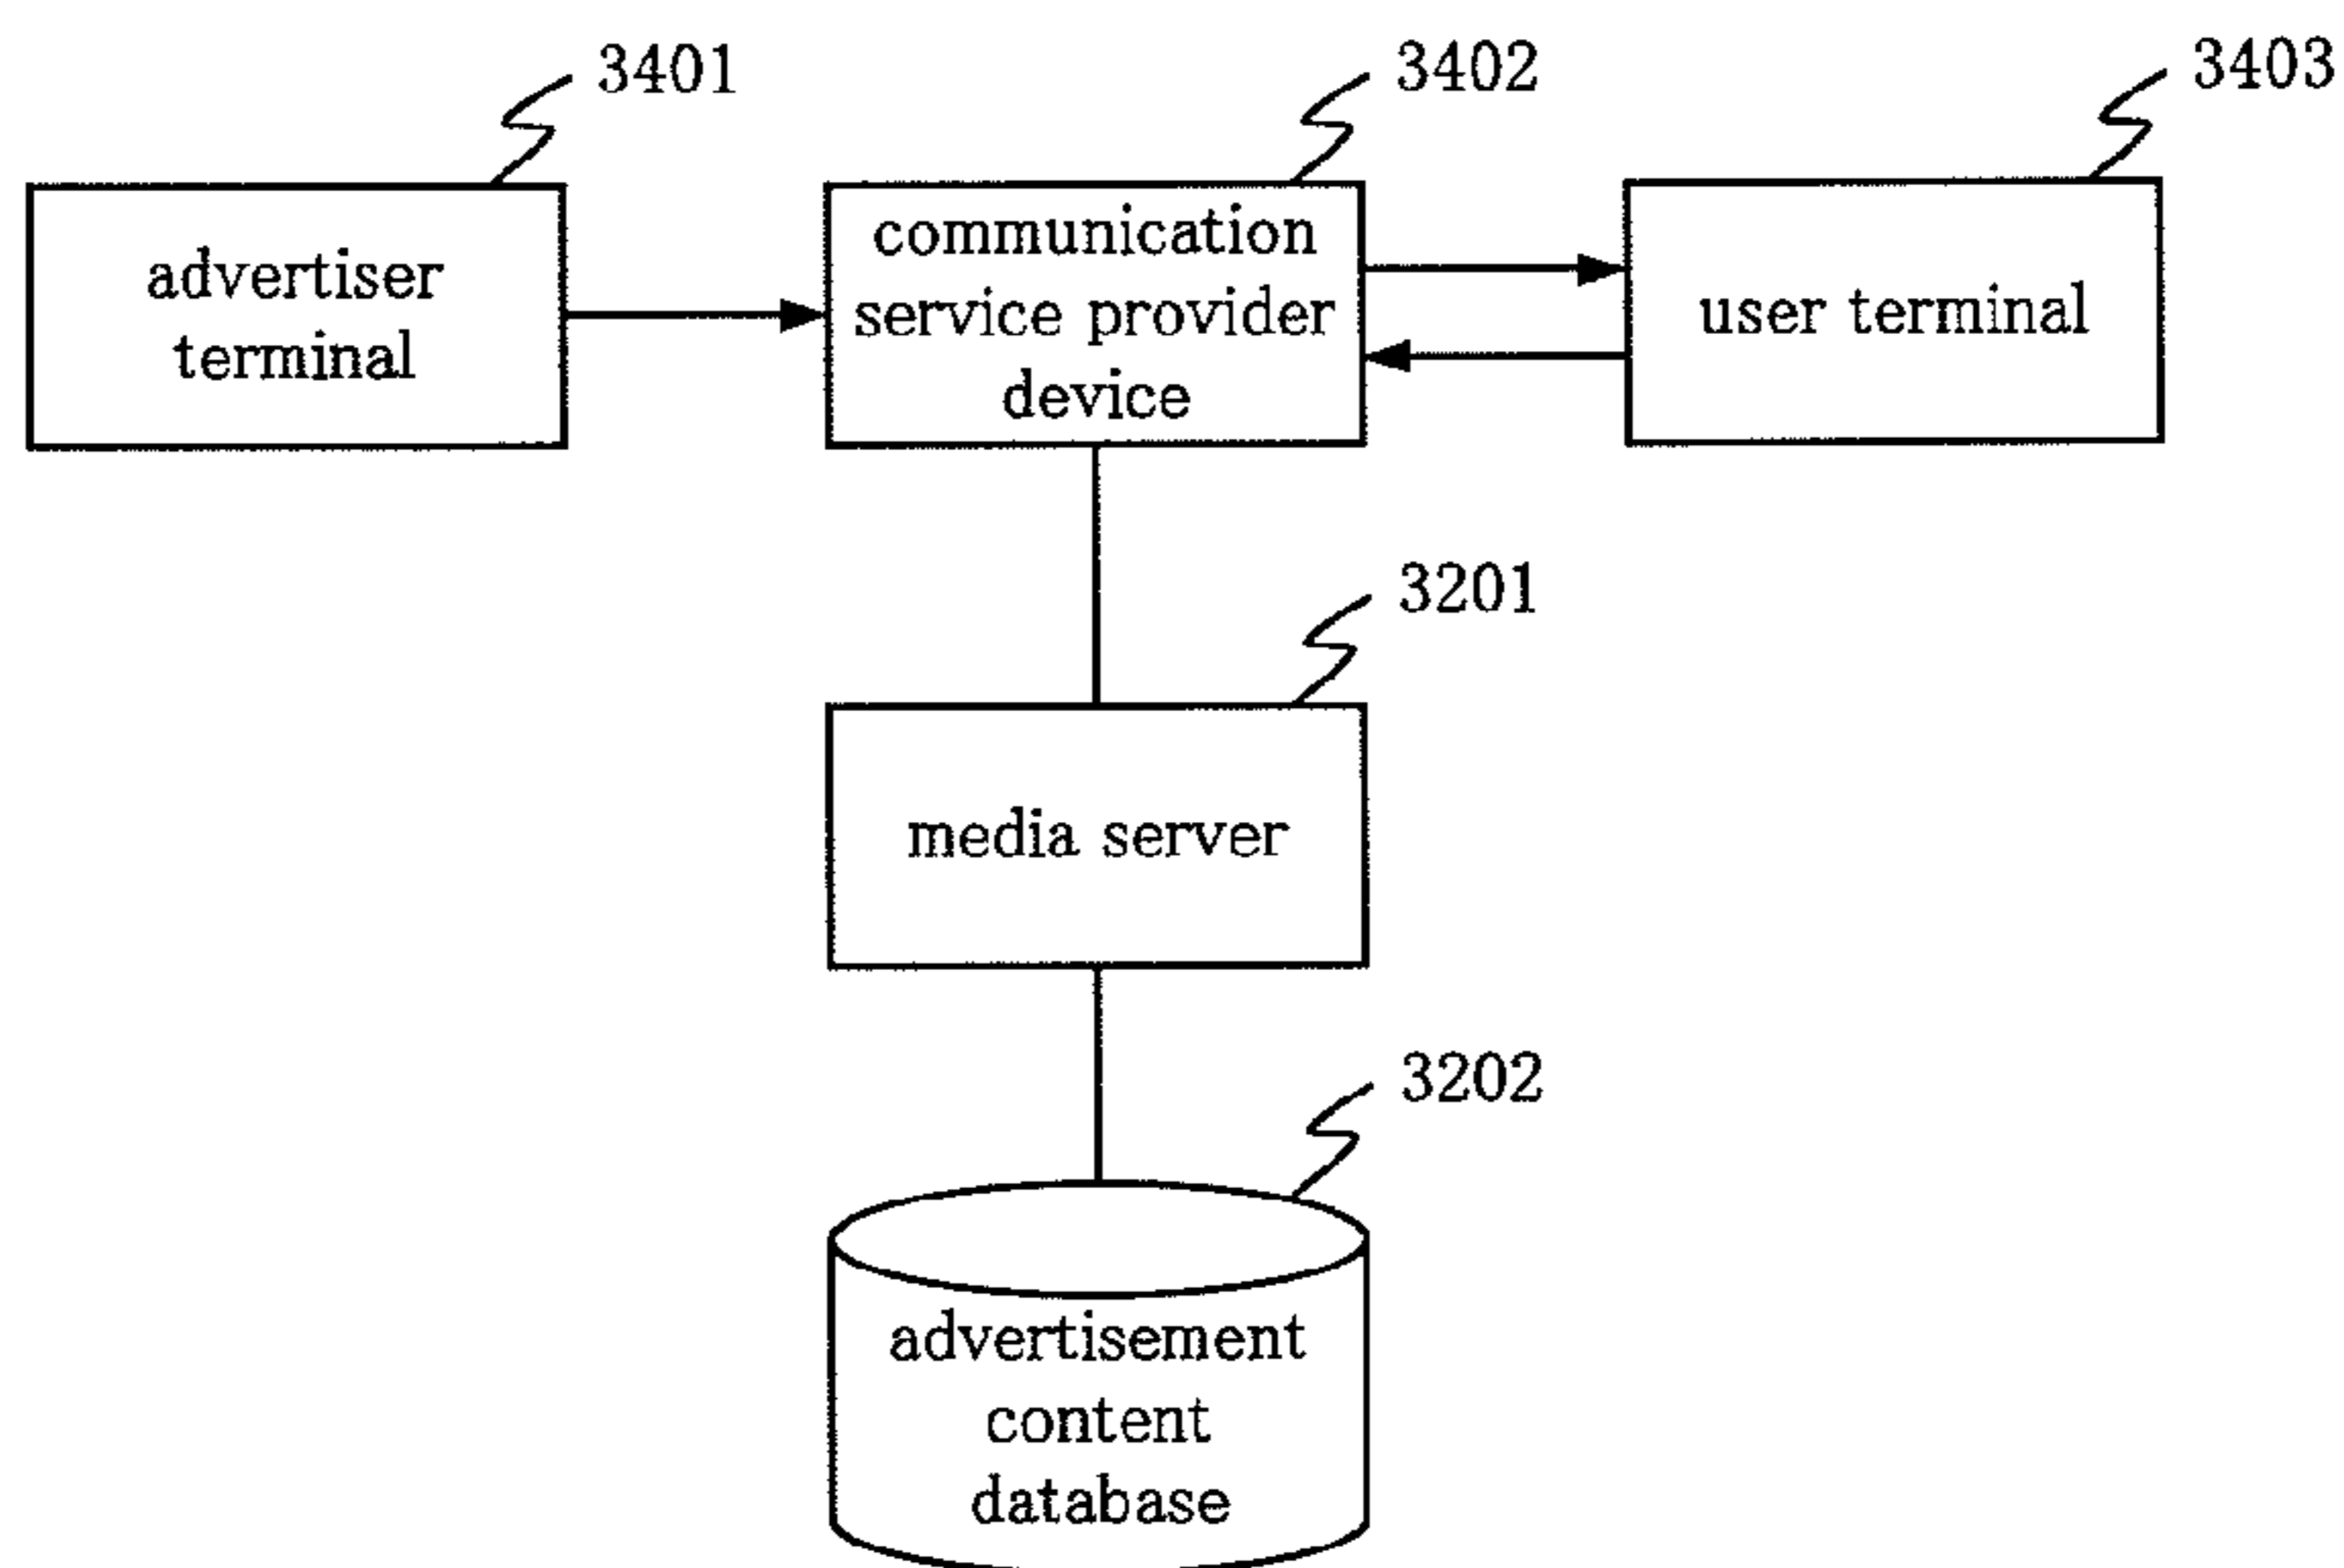 3401
3402
3403
advertiser
terminal
communication
service provider
device
user terminal
3201
media server
3202
advertisement
content
database